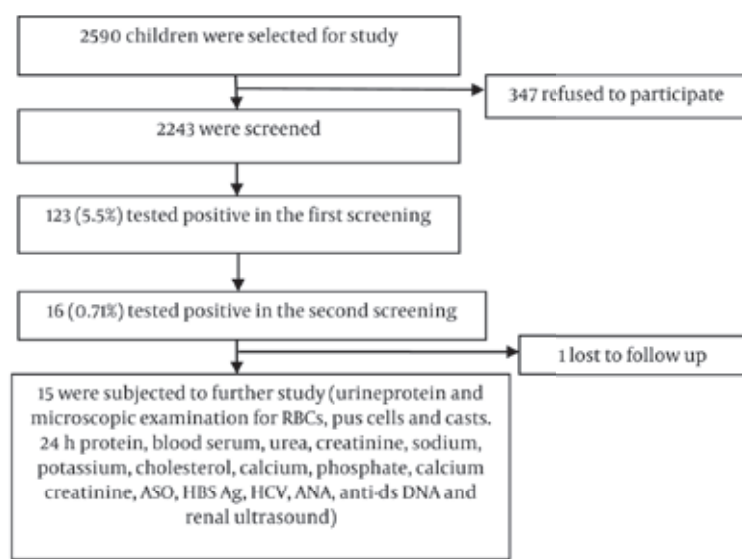 2590 children were selected for study
347 refused to participate
2243 were screened
123 (5.5%) tested positive in the first screening
16 (0.71%) tested positive in the second screening
1 lost to follow up
15 were subjected to further study (urineprotein and
microscopic examination for RBCs, pus cells and casts.
24 h protein, blood serum, urea, creatinine, sodium,
potassium, cholesterol, calcium, phosphate, calcium
creatinine, ASO, HBS Ag, HCV, ANA, anti-ds DNA and
renal ultrasound)